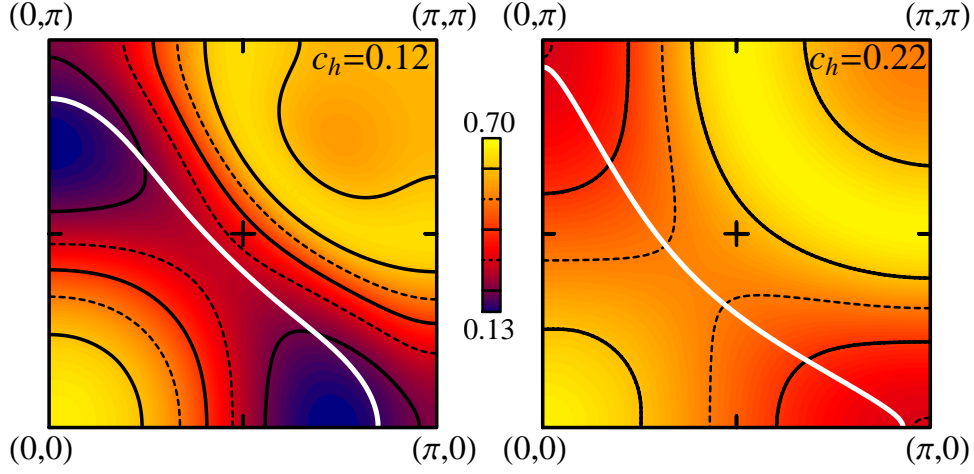 (0,π) (π,π) (0,π) (π,π)
c_h=0.12 c_h=0.22
0.70
0.13
(0,0) (π,0) (0,0) (π,0)